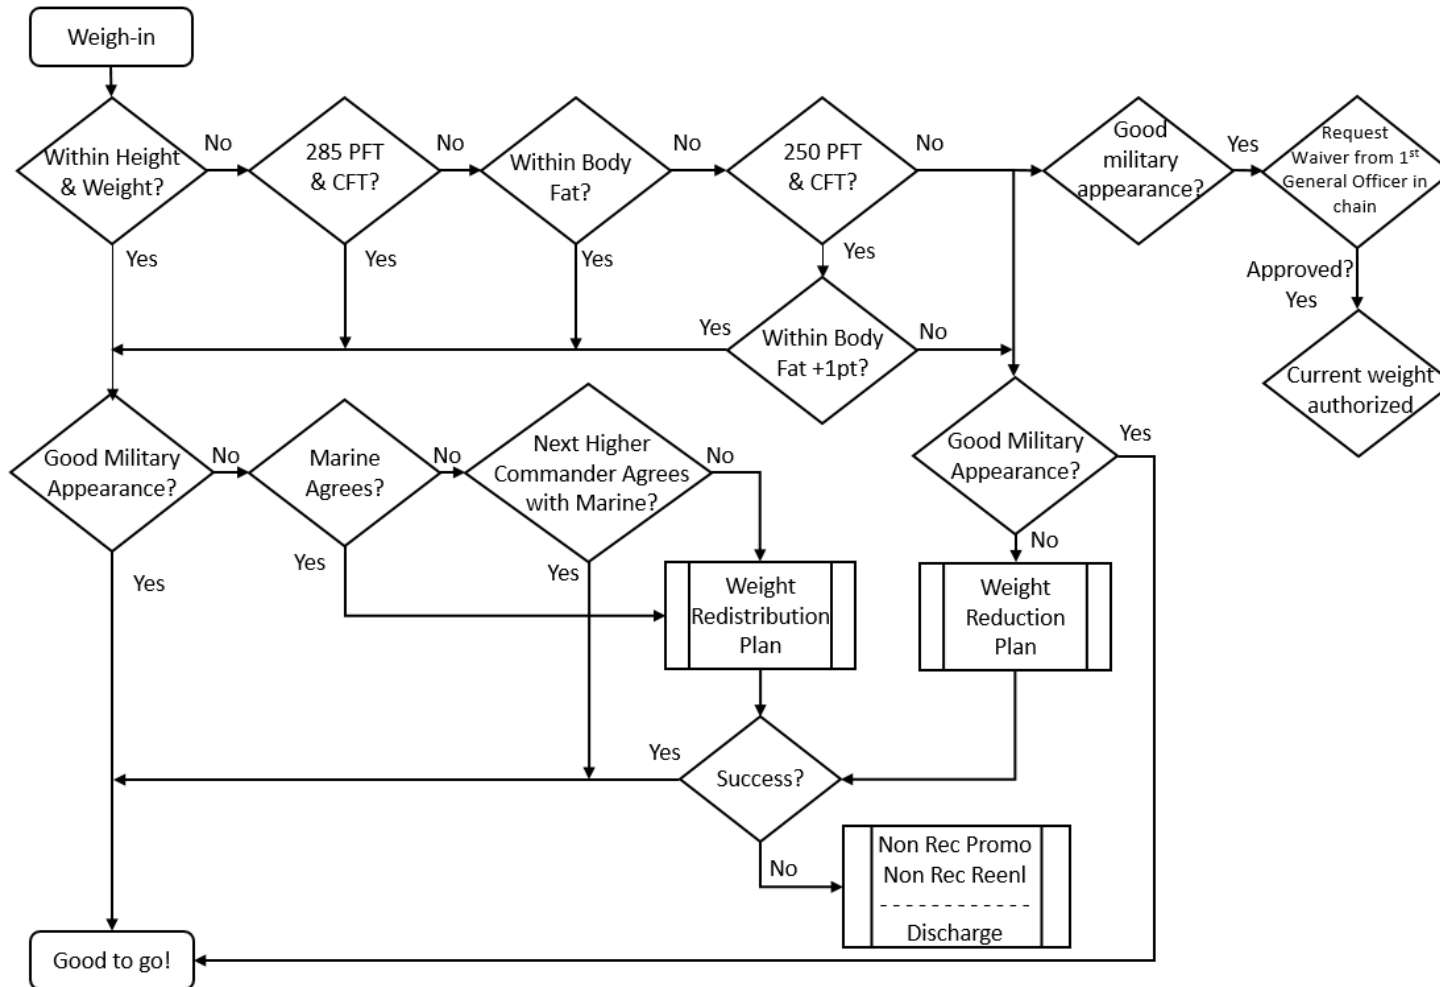 Weigh-in
Within Height
& Weight?
No
285 PFT
& CFT?
No
Within Body
Fat?
No
250 PFT
& CFT?
No
Good
military
appearance?
Yes
Request
Waiver from 1st
General Officer in
chain
Yes
Yes
Yes
Yes
Approved?
Yes
Yes
Within Body
Fat +1pt?
No
Current weight
authorized
Good Military
Appearance?
No
Marine
Agrees?
No
Next Higher
Commander Agrees
with Marine?
No
Good Military
Appearance?
Yes
Yes
Yes
Yes
No
Weight
Redistribution
Plan
Weight
Reduction
Plan
Yes
Success?
No
Non Rec Promo
Non Rec Reenl
------------
Discharge
Good to go!